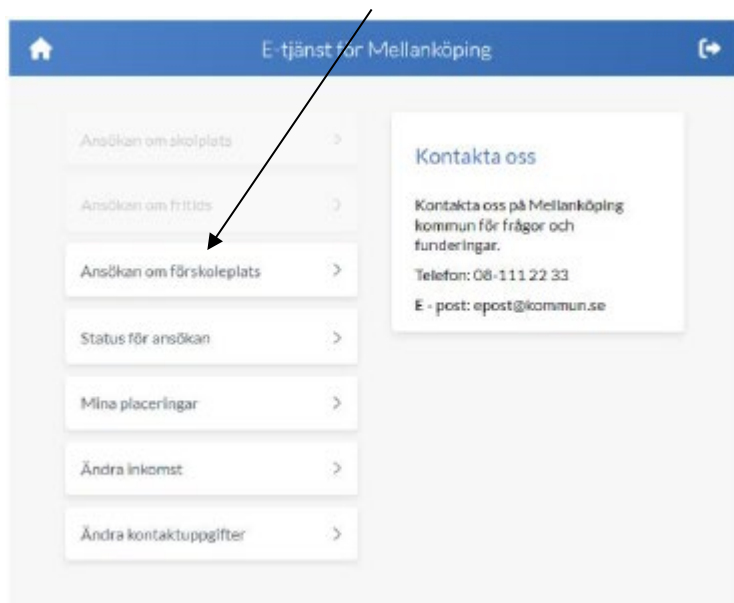 E-tjänst för Mellanköping
Ansökan om skolplats
Ansökan om fritids
Ansökan om förskoleplats
Status för ansökan
Mina placeringar
Ändra inkomst
Ändra kontaktuppgifter
Kontakta oss
Kontakta oss på Mellanköping
kommun för frågor och
funderingar.
Telefon: 08-111 22 33
E - post: epost@kommun.se